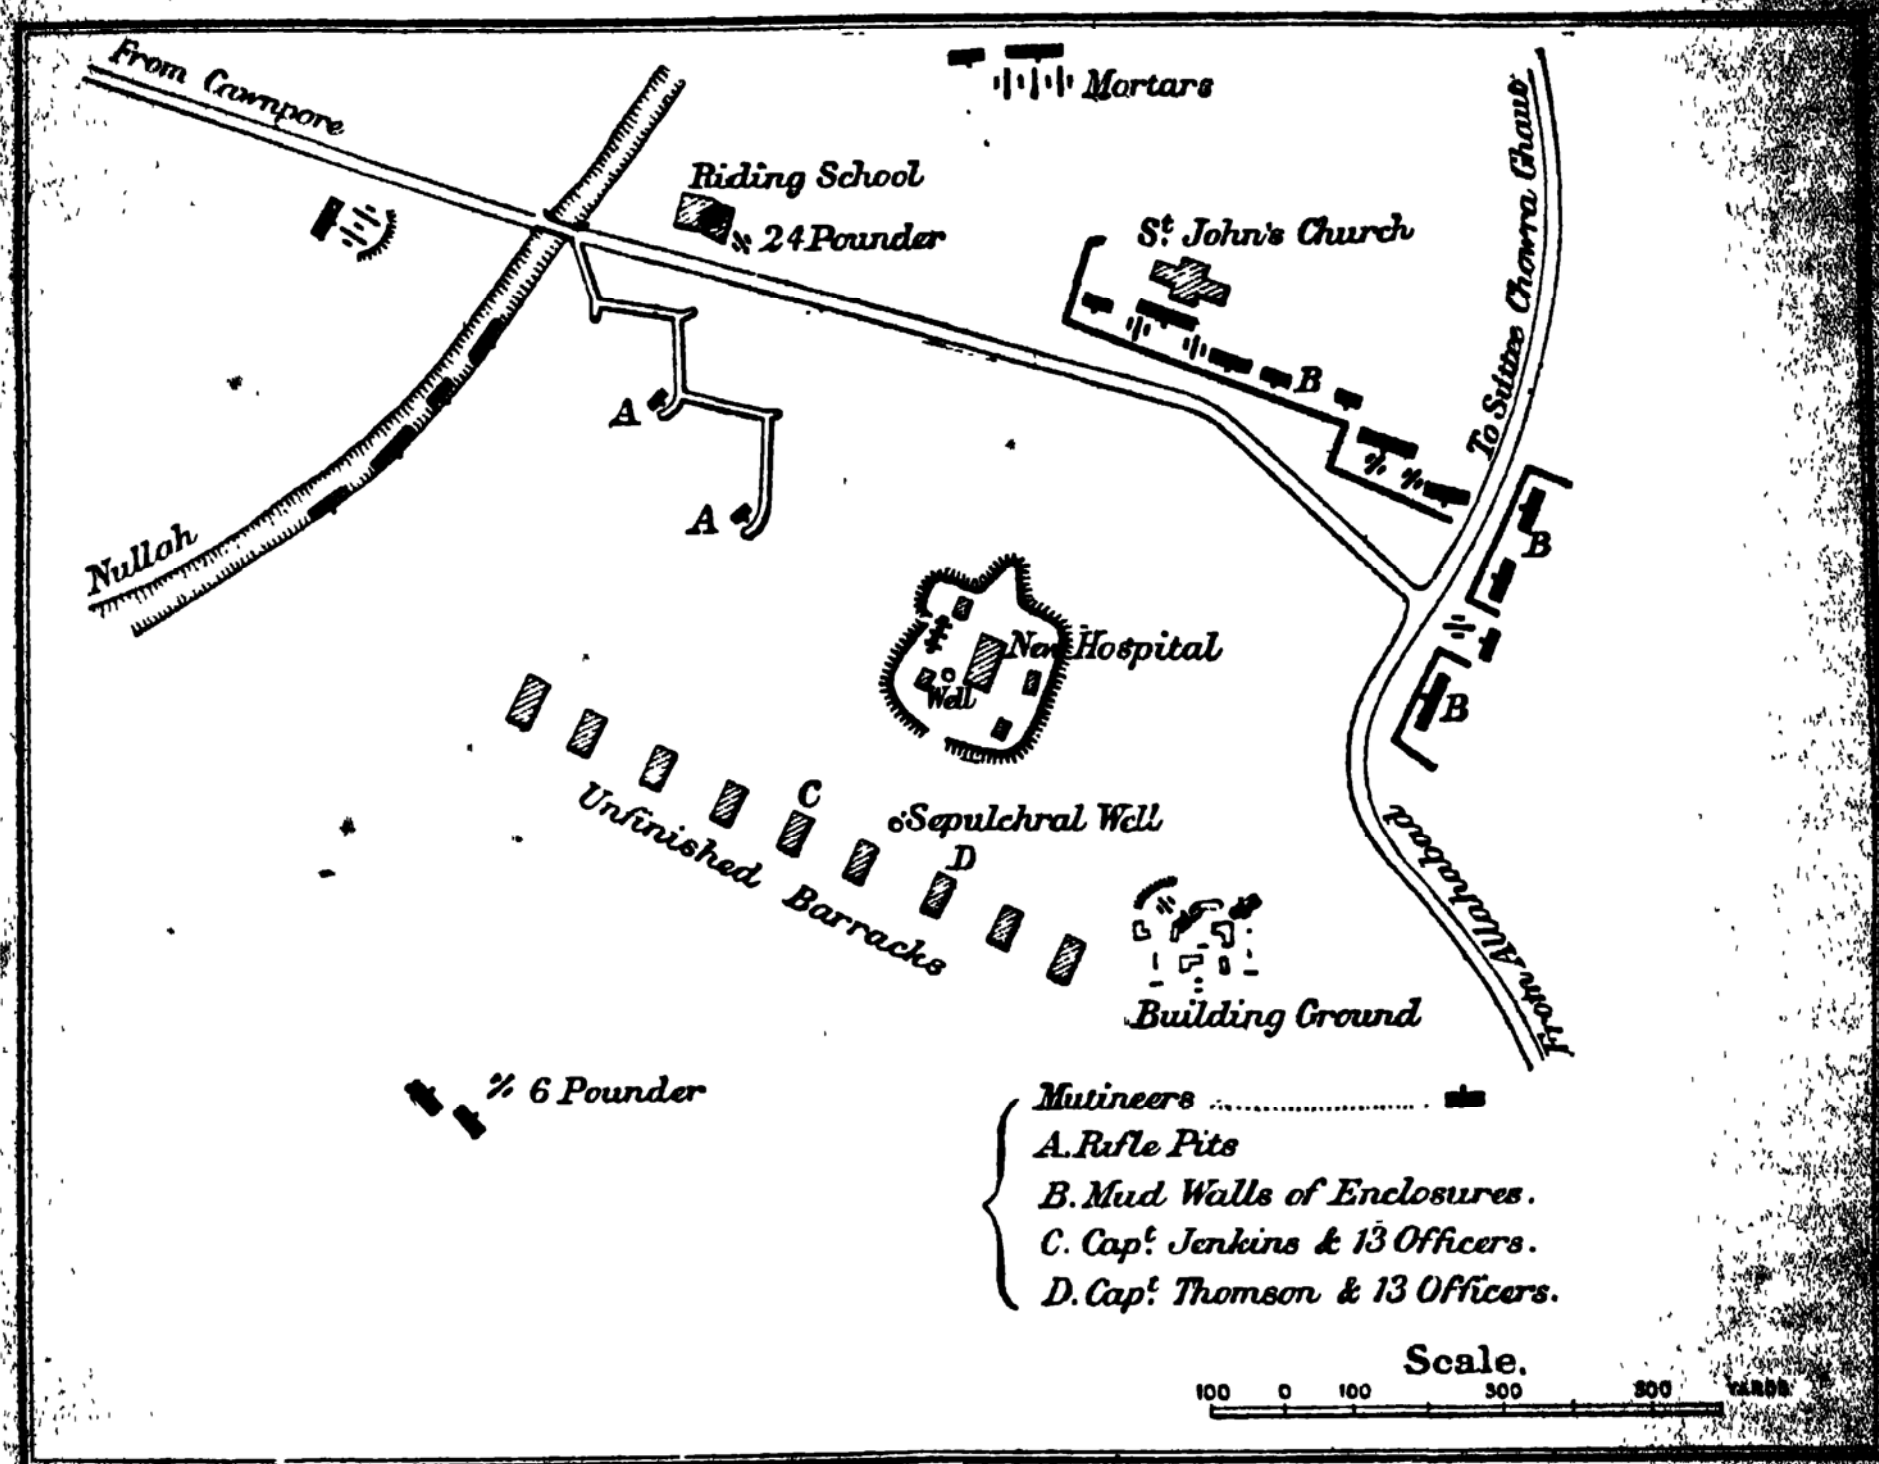 From Cawnpore
Mortars
Riding School
24 Pounder
St. John's Church
To Suttee Chowra Ghaut
B
A
A
B
Nullah
New Hospital
Well
B
C
Unfinished Barracks
Sepulchral Well
D
From Allahabad
Building Ground
6 Pounder
Mutineers
A. Rifle Pits
B. Mud Walls of Enclosures.
C. Capt. Jenkins & 13 Officers.
D. Capt. Thomson & 13 Officers.
Scale.
100 0 100 300 500 YARDS